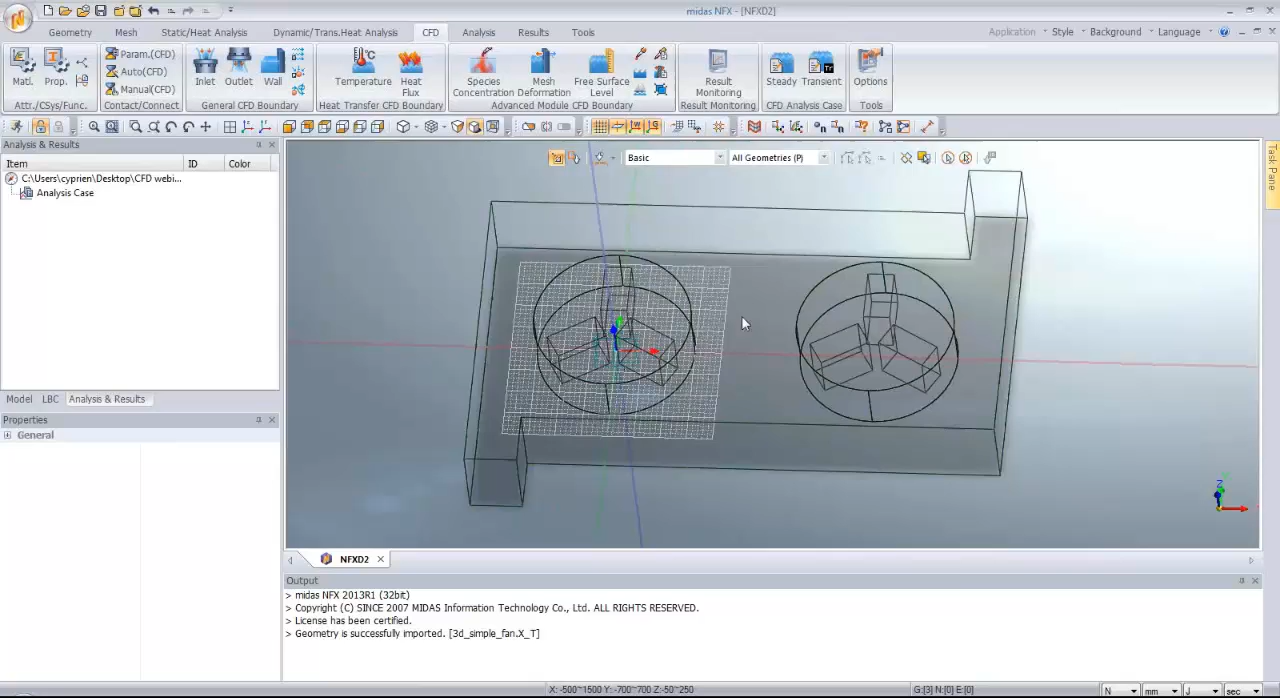 midas NFX - [NFXD2]
Geometry Mesh Static/Heat Analysis Dynamic/Trans.Heat Analysis CFD Analysis Results Tools Application Style Background Language
Matl. Prop.
Attr./CSys/Func.
Param.(CFD)
Auto(CFD)
Manual(CFD)
Contact/Connect
Inlet Outlet Wall
General CFD Boundary
Temperature Heat Flux
Heat Transfer CFD Boundary
Species Concentration Mesh Deformation Free Surface Level
Advanced Module CFD Boundary
Result Monitoring
Result Monitoring
Steady Transient
CFD Analysis Case
Options
Tools
Analysis & Results
Item ID Color
C:\Users\cyprien\Desktop\CFD webi...
Analysis Case
Model LBC Analysis & Results
Properties
General
Basic All Geometries (P)
Task Pane
Z
NFXD2
Output
> midas NFX 2013R1 (32bit)
> Copyright (C) SINCE 2007 MIDAS Information Technology Co., Ltd. ALL RIGHTS RESERVED.
> License has been certified.
> Geometry is successfully imported. [3d_simple_fan.X_T]
X: -500~1500 Y: -700~700 Z:-50~250 G:[3] N:[0] E:[0] N mm J sec